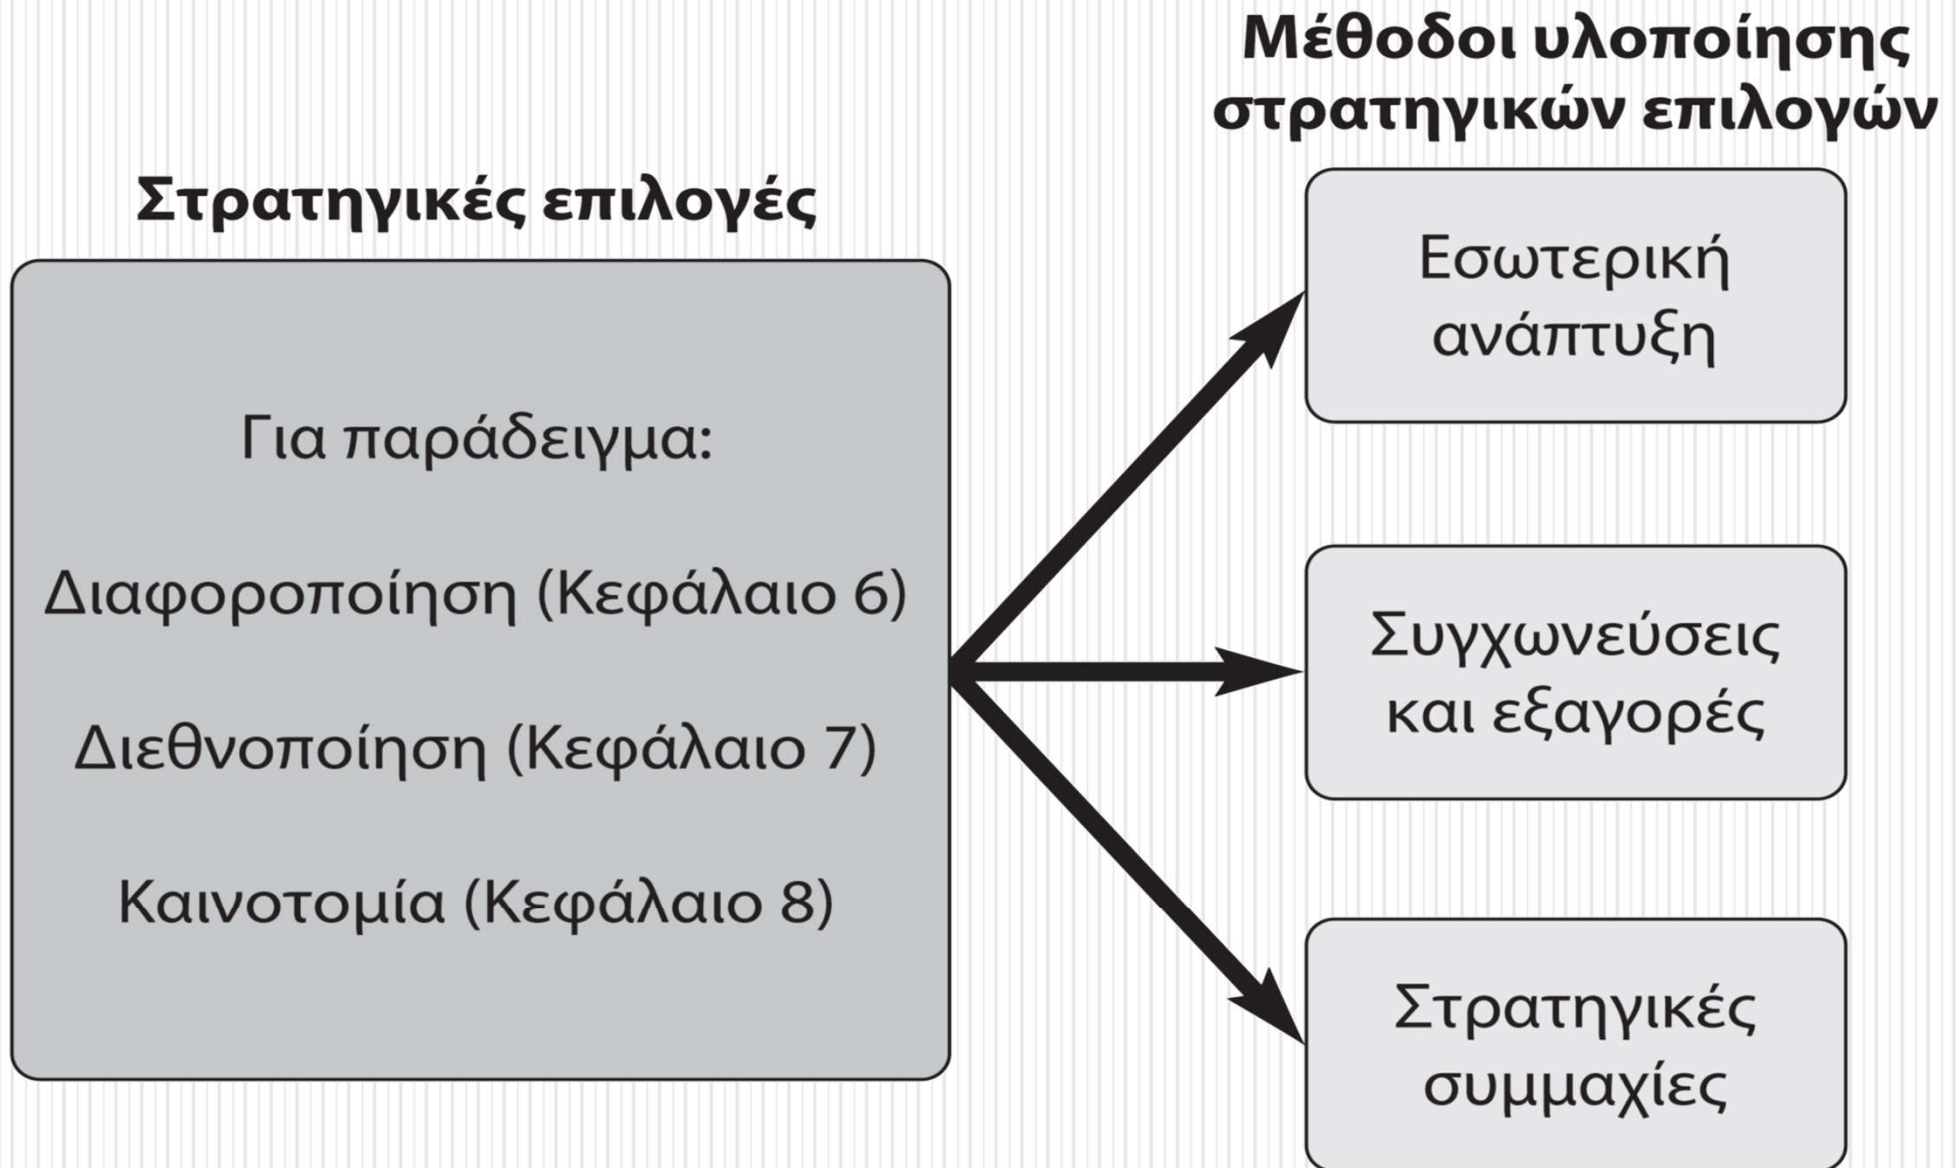 Στρατηγικές επιλογές
Για παράδειγμα:
Διαφοροποίηση (Κεφάλαιο 6)
Διεθνοποίηση (Κεφάλαιο 7)
Καινοτομία (Κεφάλαιο 8)
Μέθοδοι υλοποίησης
στρατηγικών επιλογών
Εσωτερική
ανάπτυξη
Συγχωνεύσεις
και εξαγορές
Στρατηγικές
συμμαχίες